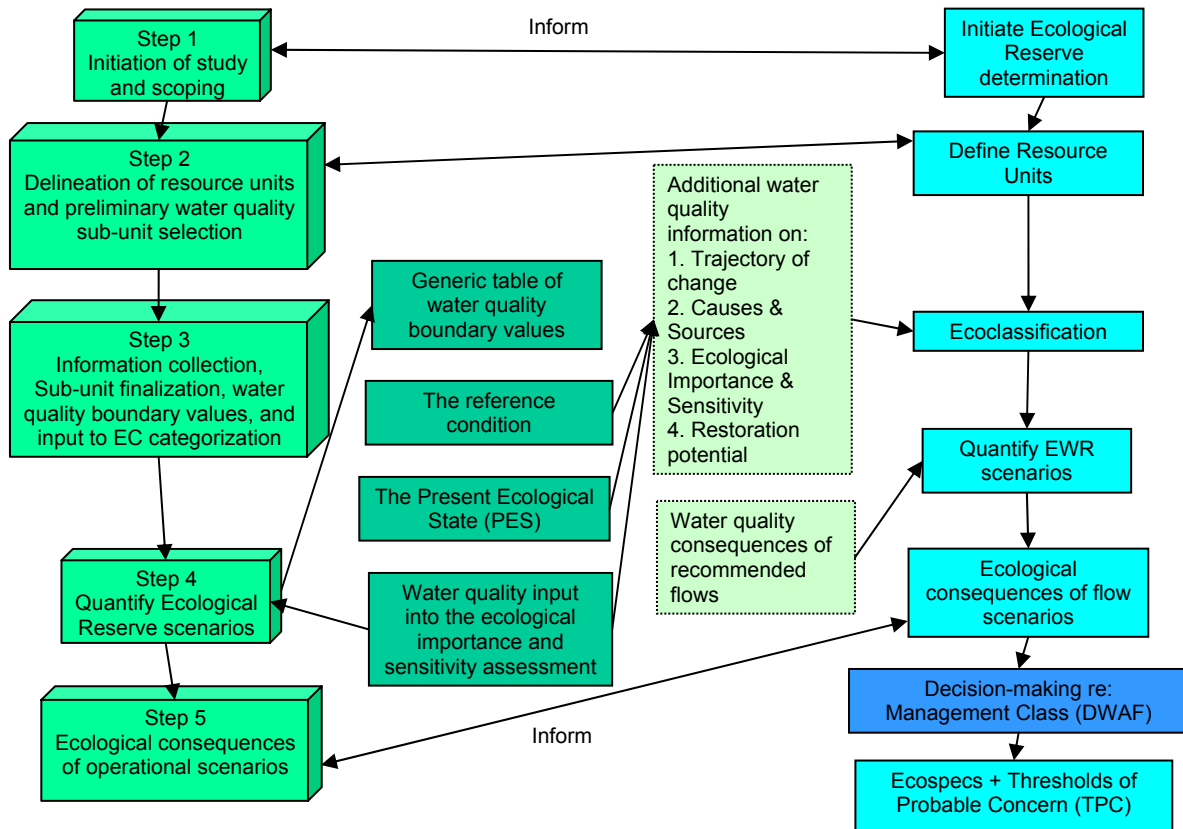 Step 1
Initiation of study
and scoping
Inform
Initiate Ecological
Reserve
determination
Step 2
Delineation of resource units
and preliminary water quality
sub-unit selection
Define Resource
Units
Additional water
quality
information on:
1. Trajectory of
change
2. Causes &
Sources
3. Ecological
Importance &
Sensitivity
4. Restoration
potential
Generic table of
water quality
boundary values
Step 3
Information collection,
Sub-unit finalization, water
quality boundary values, and
input to EC categorization
Ecoclassification
The reference
condition
Quantify EWR
scenarios
The Present Ecological
State (PES)
Water quality
consequences of
recommended
flows
Step 4
Quantify Ecological
Reserve scenarios
Water quality input
into the ecological
importance and
sensitivity assessment
Ecological
consequences of flow
scenarios
Decision-making re:
Management Class (DWAF)
Step 5
Ecological consequences
of operational scenarios
Inform
Ecospecs + Thresholds of
Probable Concern (TPC)